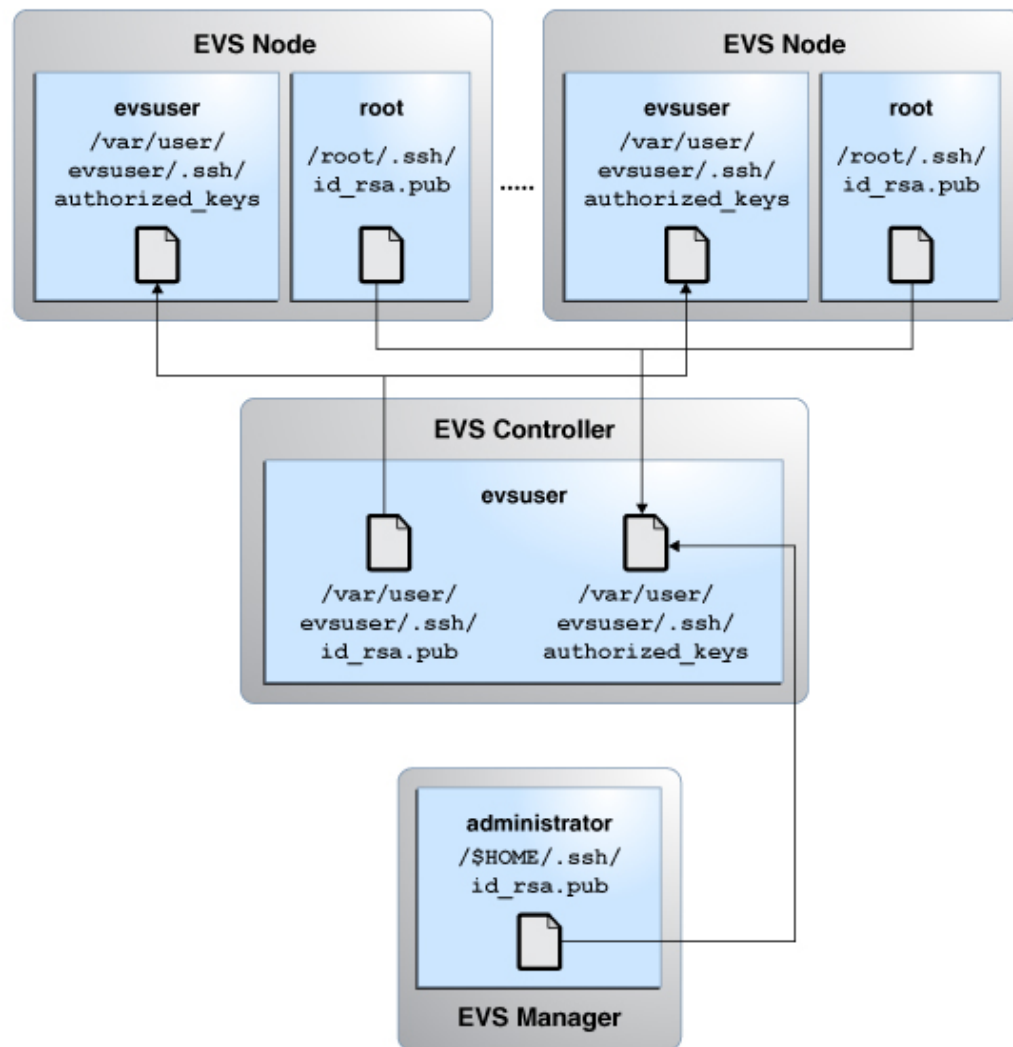 EVS Node
evsuser
/var/user/
evsuser/.ssh/
authorized_keys
root
/root/.ssh/
id_rsa.pub
.....
EVS Node
evsuser
/var/user/
evsuser/.ssh/
authorized_keys
root
/root/.ssh/
id_rsa.pub
EVS Controller
evsuser
/var/user/
evsuser/.ssh/
id_rsa.pub
/var/user/
evsuser/.ssh/
authorized_keys
administrator
/$HOME/.ssh/
id_rsa.pub
EVS Manager